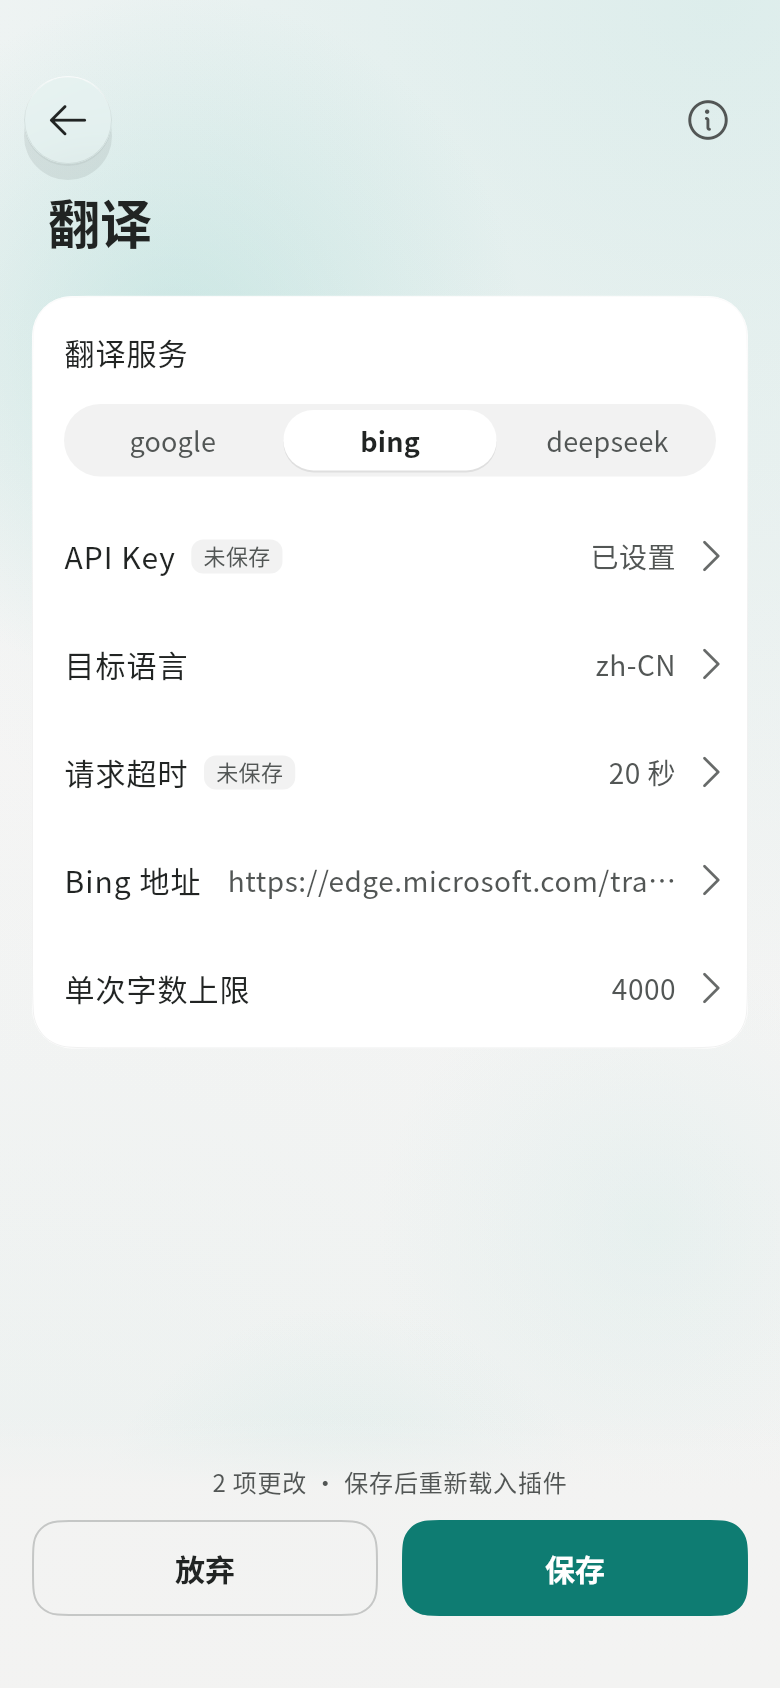 翻译
翻译服务
google bing deepseek
API Key 未保存 已设置
目标语言 zh-CN
请求超时 未保存 20 秒
Bing 地址 https://edge.microsoft.com/tra…
单次字数上限 4000
2 项更改 · 保存后重新载入插件
放弃 保存